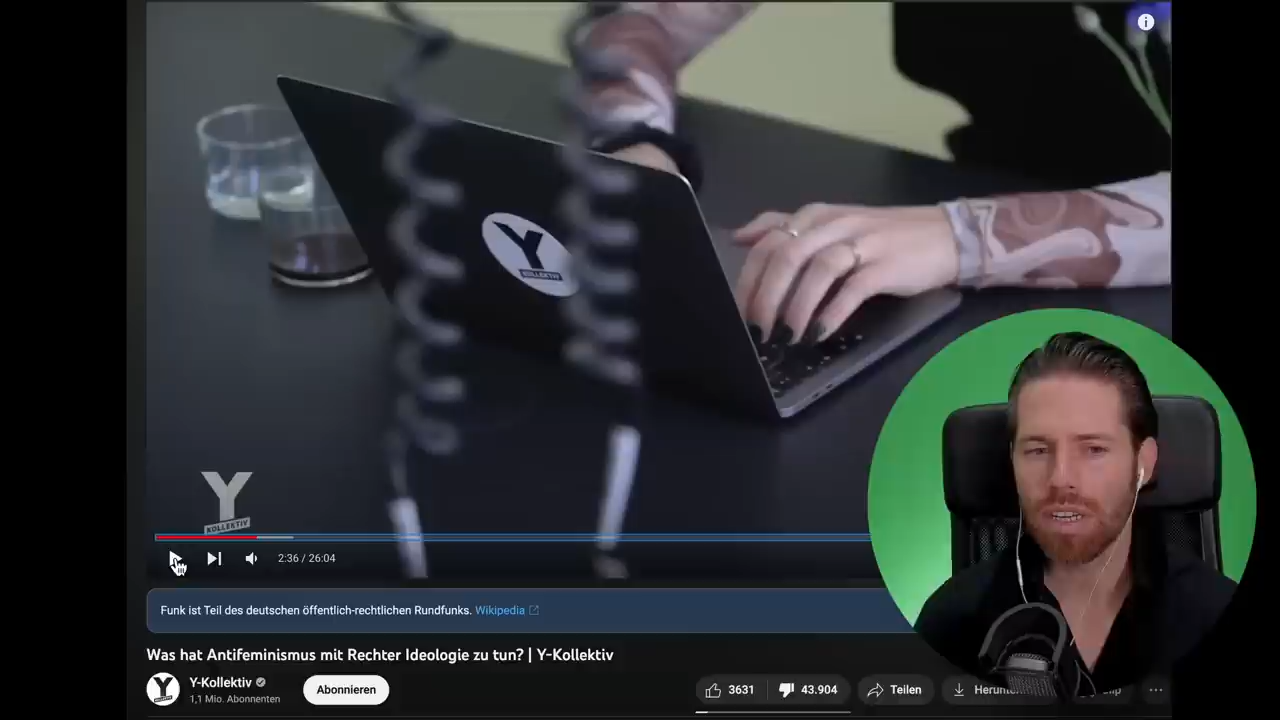 Y
KOLLEKTIV
Y
KOLLEKTIV
2:36 / 26:04
Funk ist Teil des deutschen öffentlich-rechtlichen Rundfunks. Wikipedia
Was hat Antifeminismus mit Rechter Ideologie zu tun? | Y-Kollektiv
Y-Kollektiv
1,1 Mio. Abonnenten
Abonnieren
3631
43.904
Teilen